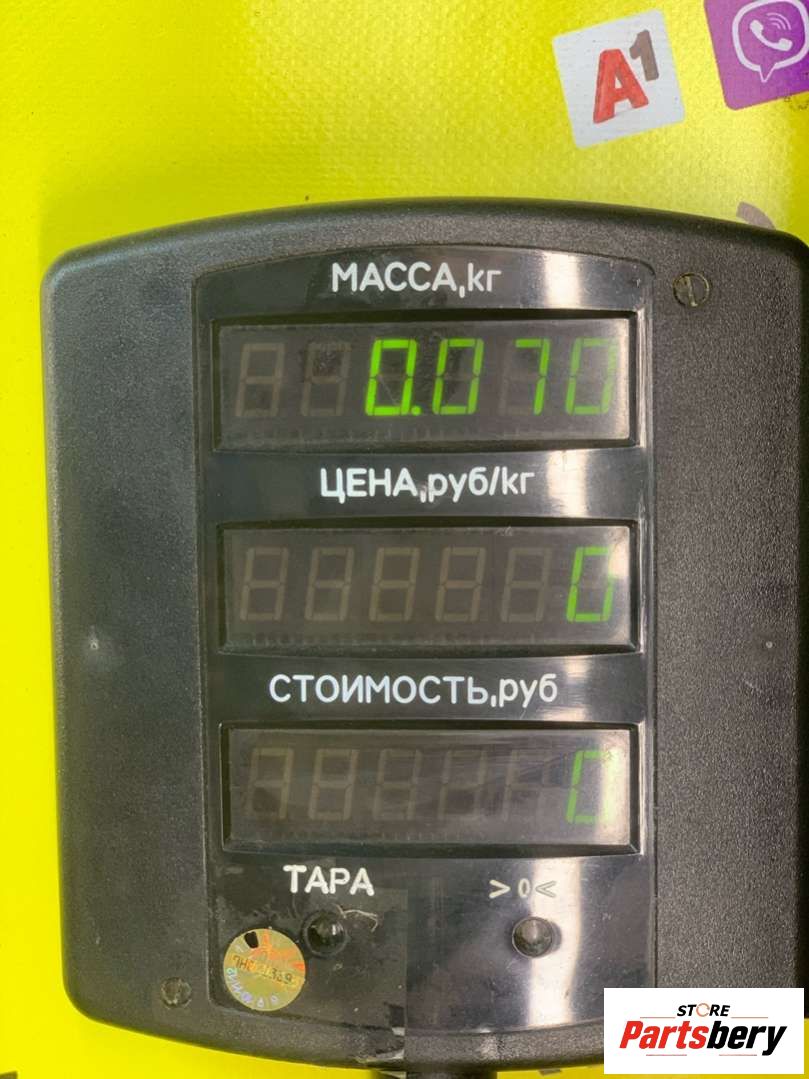 A1
МАССА,кг
0.070
ЦЕНА,руб/кг
0
СТОИМОСТЬ,руб
0
ТАРА
>0<
STORE
Partsbery